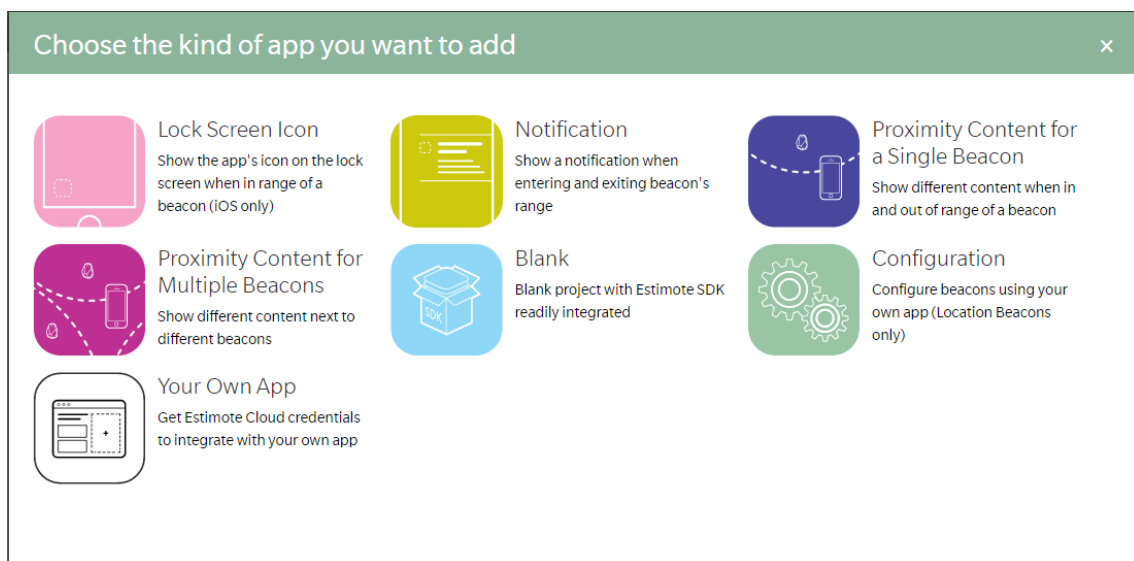 Choose the kind of app you want to add
×
Lock Screen Icon
Show the app's icon on the lock
screen when in range of a
beacon (iOS only)
Notification
Show a notification when
entering and exiting beacon's
range
Proximity Content for
a Single Beacon
Show different content when in
and out of range of a beacon
Proximity Content for
Multiple Beacons
Show different content next to
different beacons
SDK
Blank
Blank project with Estimote SDK
readily integrated
Configuration
Configure beacons using your
own app (Location Beacons
only)
Your Own App
Get Estimote Cloud credentials
to integrate with your own app